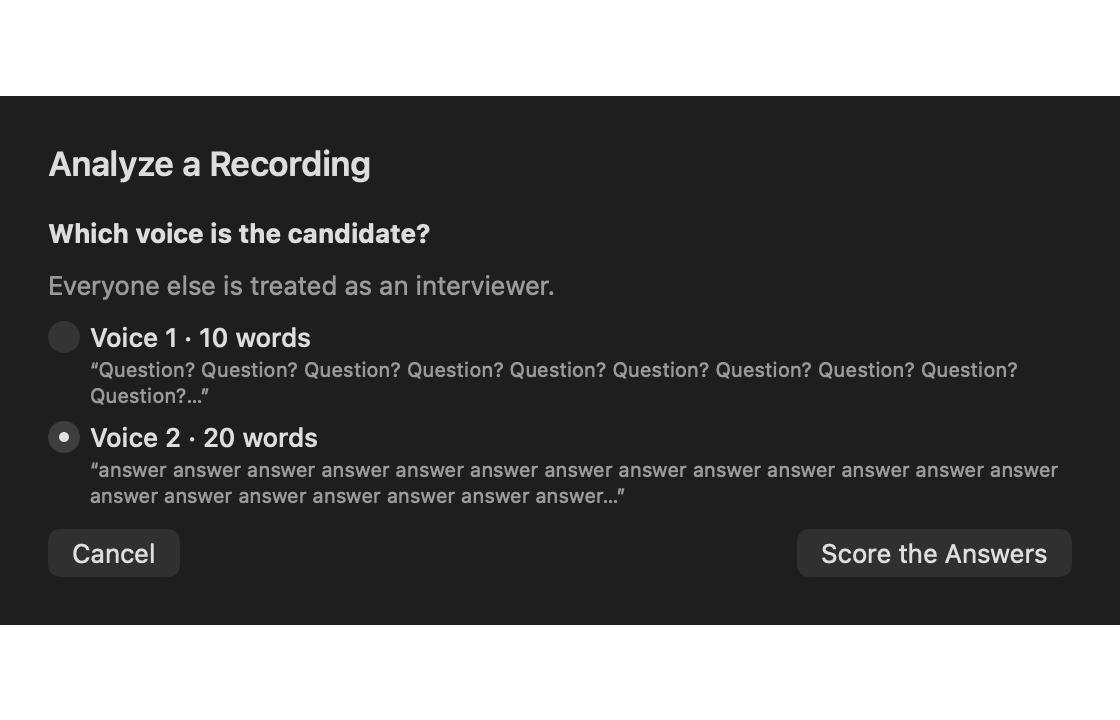 Analyze a Recording
Which voice is the candidate?
Everyone else is treated as an interviewer.
Voice 1 · 10 words
“Question? Question? Question? Question? Question? Question? Question? Question? Question?
Question?…”
Voice 2 · 20 words
“answer answer answer answer answer answer answer answer answer answer answer answer answer
answer answer answer answer answer answer answer…”
Cancel
Score the Answers